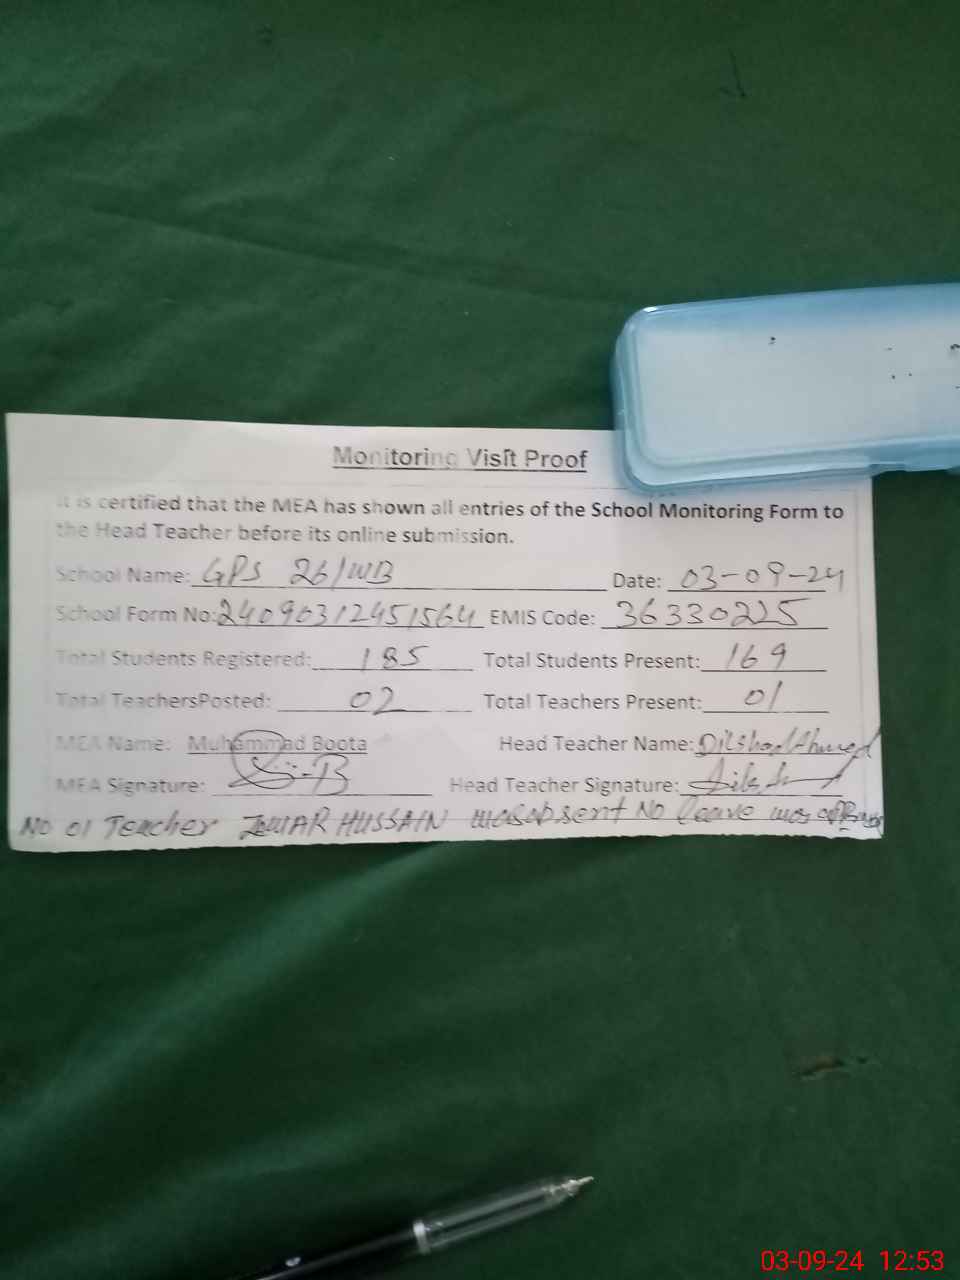 Monitoring Visit Proof
It is certified that the MEA has shown all entries of the School Monitoring Form to
the Head Teacher before its online submission.
School Name: GPS 26/WB Date: 03-09-24
School Form No: 24090312451564 EMIS Code: 36330225
Total Students Registered: 185 Total Students Present: 169
Total TeachersPosted: 02 Total Teachers Present: 01
MEA Name: Muhammad Boota Head Teacher Name: Dilshad Ahmed
MEA Signature: Head Teacher Signature:
No 01 Teacher HUSSAIN was absent No leave was
03-09-24 12:53